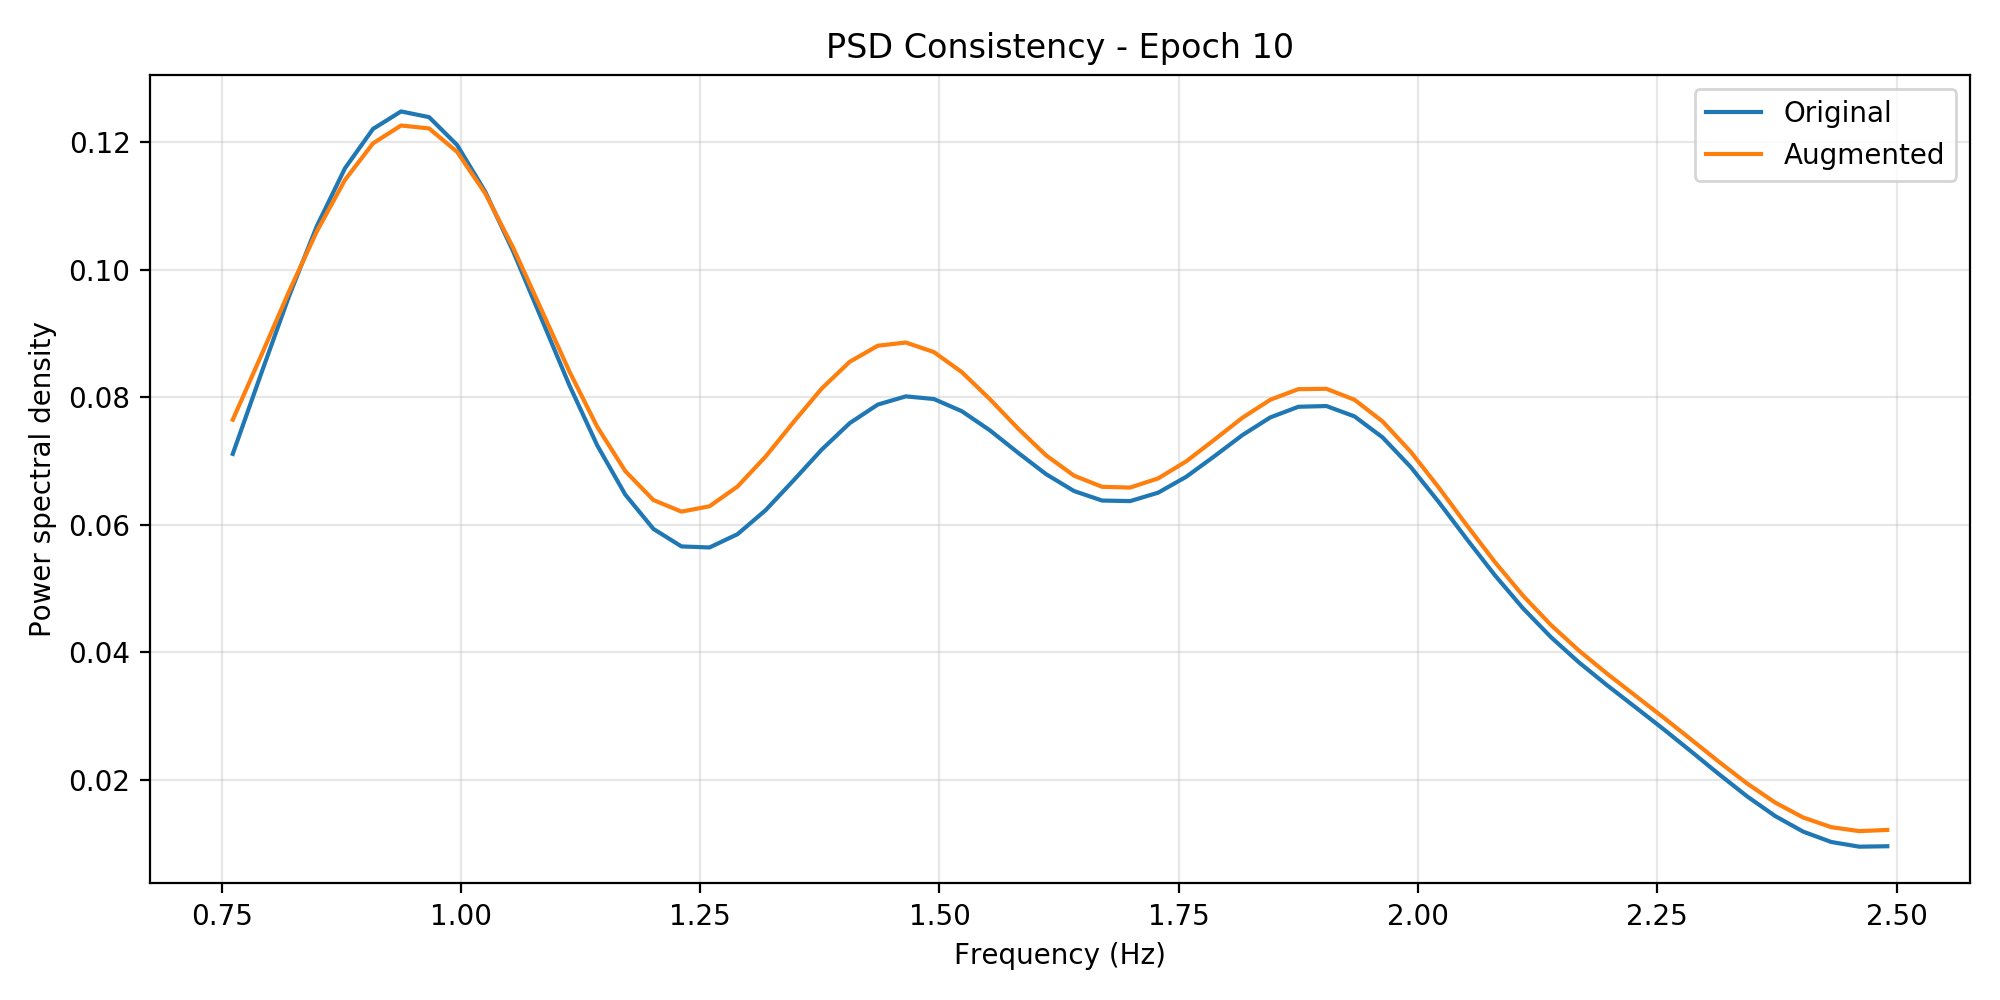 PSD Consistency - Epoch 10
Original
Augmented
Power spectral density
0.12
0.10
0.08
0.06
0.04
0.02
0.75 1.00 1.25 1.50 1.75 2.00 2.25 2.50
Frequency (Hz)